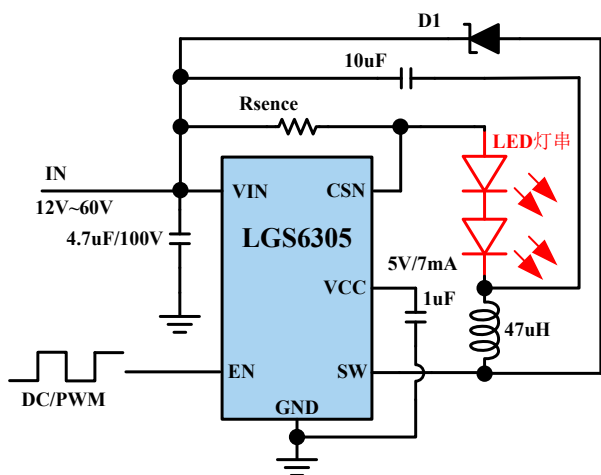 D1
10uF
Rsence
LED灯串
IN
12V~60V
VIN
CSN
4.7uF/100V
LGS6305
5V/7mA
VCC
1uF
47uH
EN
SW
DC/PWM
GND